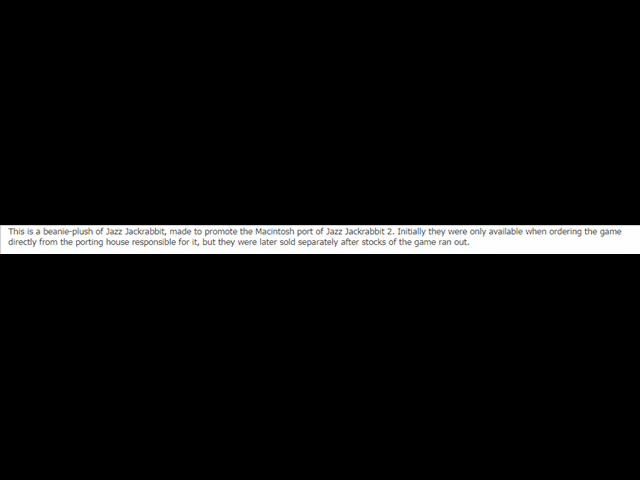 This is a beanie-plush of Jazz Jackrabbit, made to promote the Macintosh port of Jazz Jackrabbit 2. Initially they were only available when ordering the game
directly from the porting house responsible for it, but they were later sold separately after stocks of the game ran out.